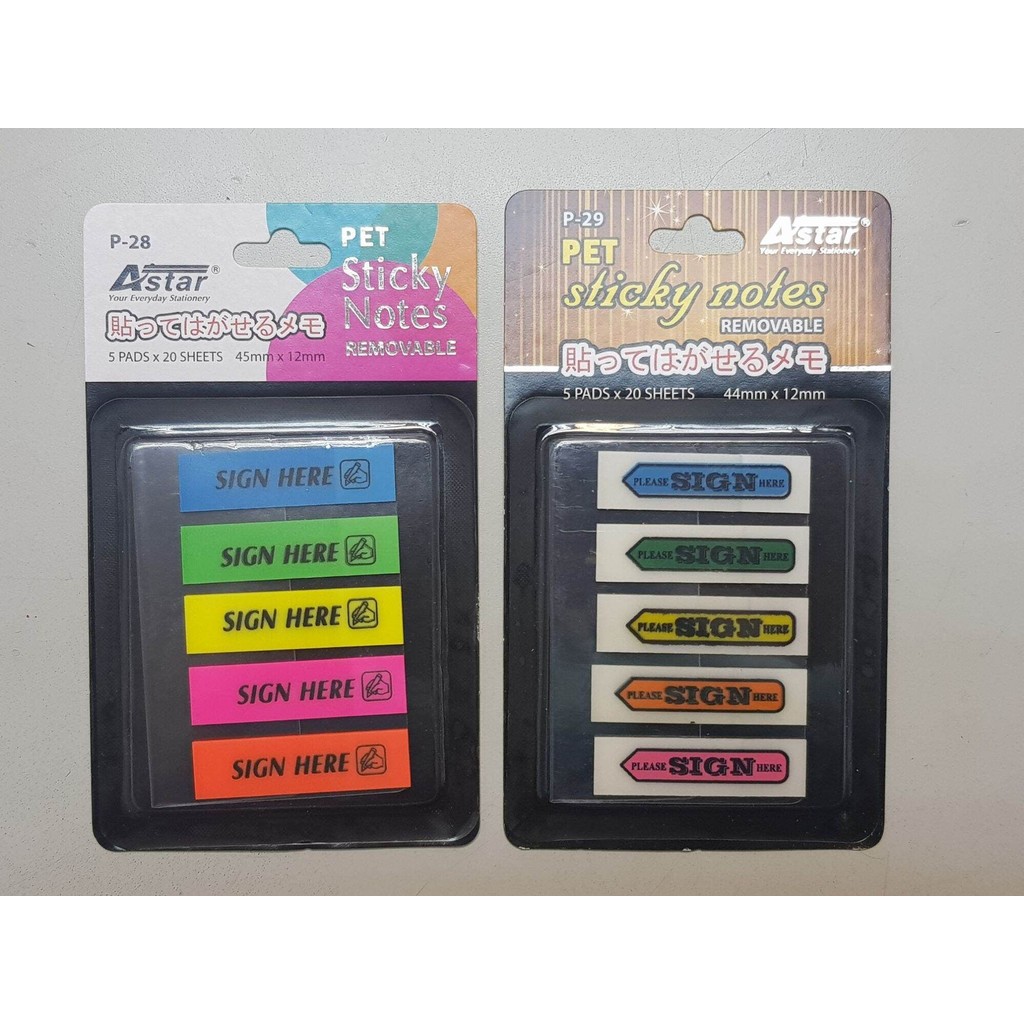 P-28
Astar®
Your Everyday Stationery
貼ってはがせるメモ
5 PADS x 20 SHEETS 45mm x 12mm
PET
Sticky
Notes
REMOVABLE
SIGN HERE
SIGN HERE
SIGN HERE
SIGN HERE
SIGN HERE
P-29
Astar®
Your Everyday Stationery
PET
sticky notes
REMOVABLE
貼ってはがせるメモ
5 PADS x 20 SHEETS 44mm x 12mm
PLEASE SIGN HERE
PLEASE SIGN HERE
PLEASE SIGN HERE
PLEASE SIGN HERE
PLEASE SIGN HERE